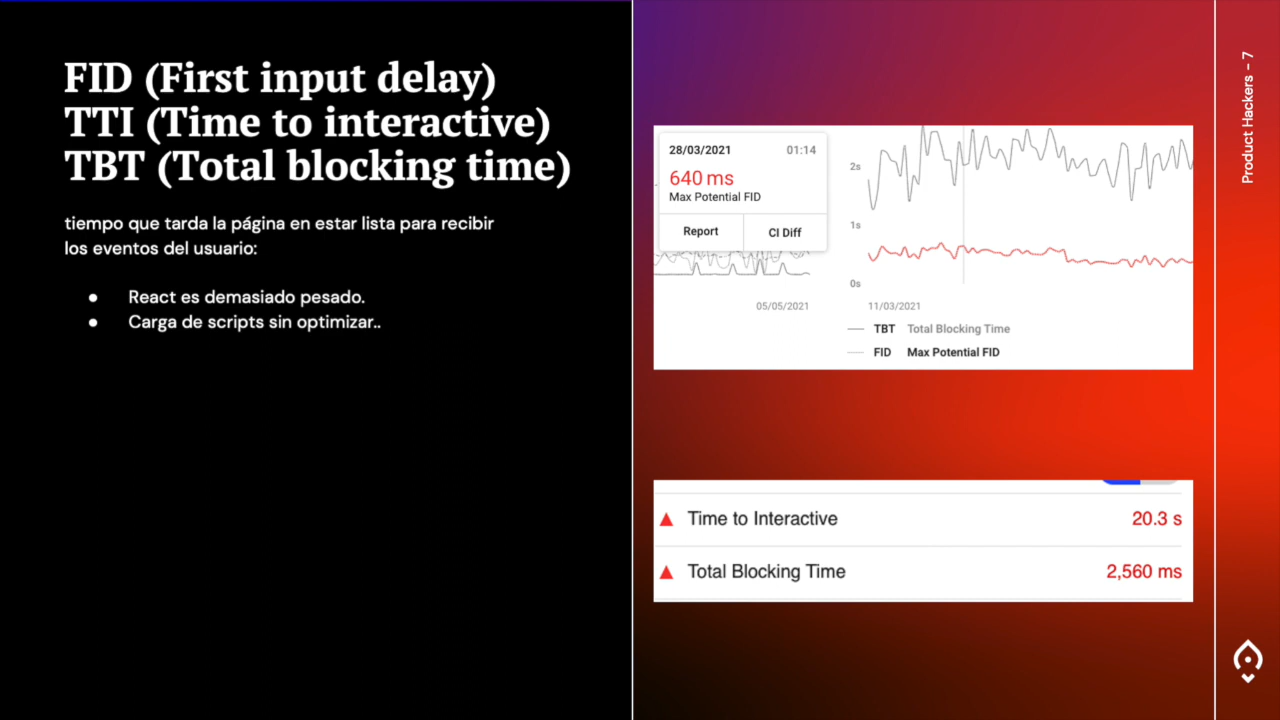 FID (First input delay)
TTI (Time to interactive)
TBT (Total blocking time)
tiempo que tarda la página en estar lista para recibir
los eventos del usuario:
● React es demasiado pesado.
● Carga de scripts sin optimizar..
28/03/2021 01:14
640 ms
Max Potential FID
Report CI Diff
05/05/2021
2s
1s
0s
11/03/2021
TBT Total Blocking Time
FID Max Potential FID
Time to Interactive 20.3 s
Total Blocking Time 2,560 ms
Product Hackers - 7